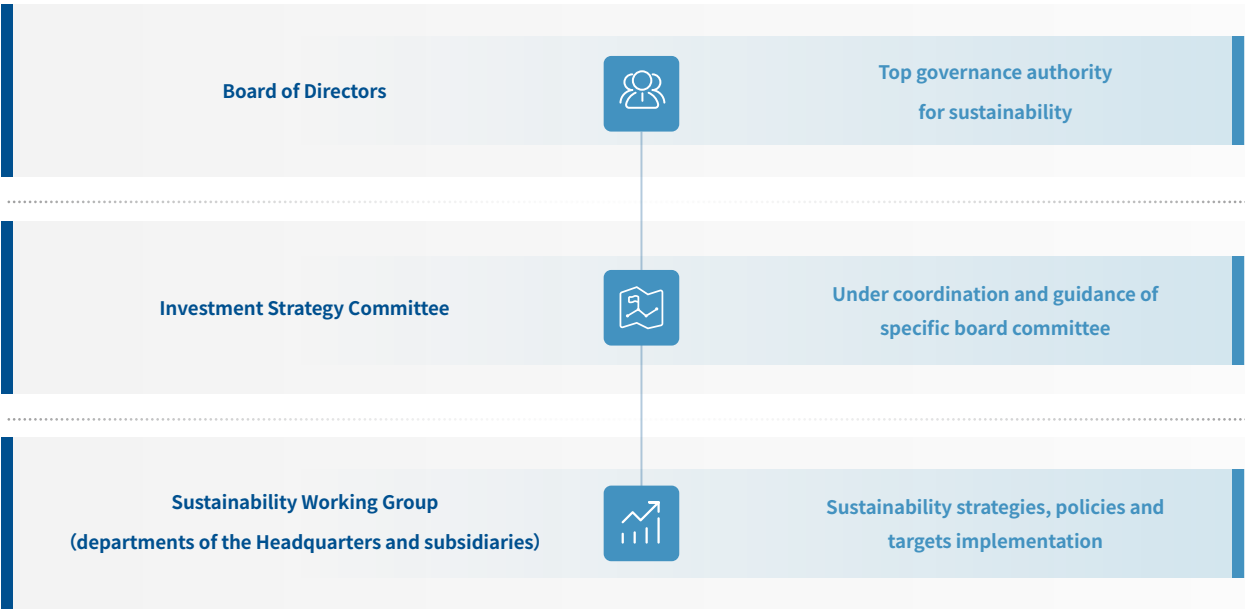 Board of Directors
Top governance authority
for sustainability
Investment Strategy Committee
Under coordination and guidance of
specific board committee
Sustainability Working Group
（departments of the Headquarters and subsidiaries）
Sustainability strategies, policies and
targets implementation